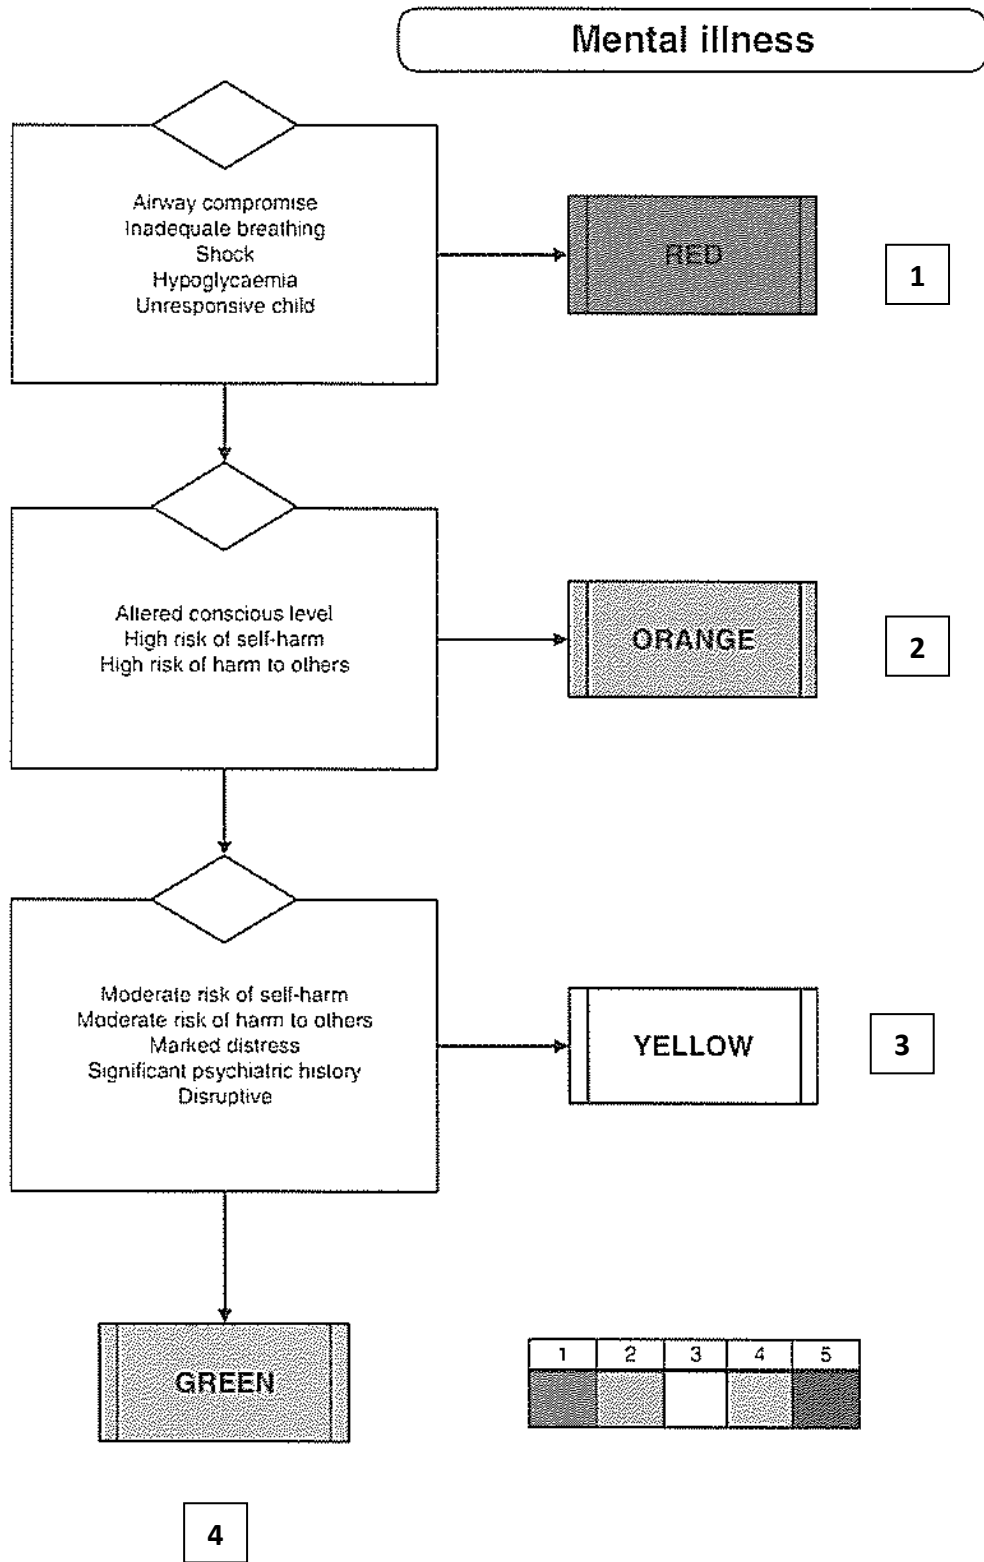 Mental illness
Airway compromise
Inadequate breathing
Shock
Hypoglycaemia
Unresponsive child
RED
1
Altered conscious level
High risk of self-harm
High risk of harm to others
ORANGE
2
Moderate risk of self-harm
Moderate risk of harm to others
Marked distress
Significant psychiatric history
Disruptive
YELLOW
3
GREEN
1 2 3 4 5
4